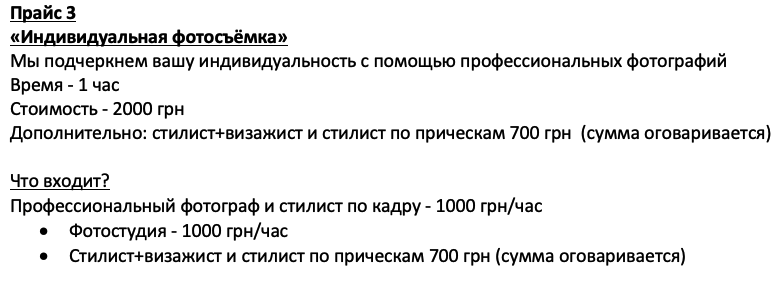 Прайс 3
«Индивидуальная фотосъёмка»
Мы подчеркнем вашу индивидуальность с помощью профессиональных фотографий
Время - 1 час
Стоимость - 2000 грн
Дополнительно: стилист+визажист и стилист по прическам 700 грн  (сумма оговаривается)
Что входит?
Профессиональный фотограф и стилист по кадру - 1000 грн/час
• Фотостудия - 1000 грн/час
• Стилист+визажист и стилист по прическам 700 грн (сумма оговаривается)